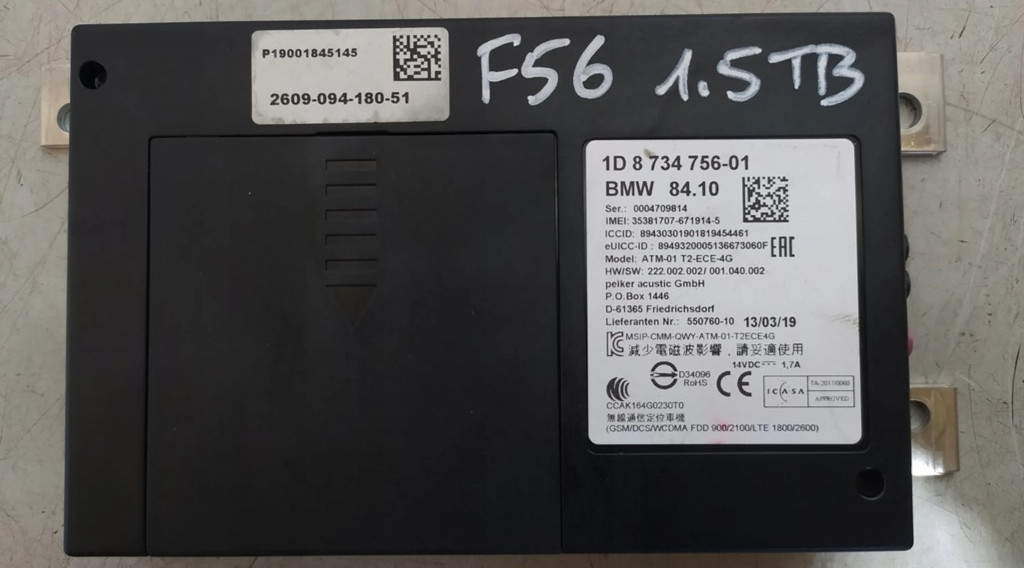 P19001845145
2609-094-180-51
F56 1.5TB
1D 8 734 756-01
BMW 84.10
Ser.: 0004709814
IMEI: 35381707-671914-5
ICCID: 89430301901819454461
eUICC-ID : 8949320005136673060F EAC
Model: ATM-01 T2-ECE-4G
HW/SW: 222.002.002/ 001.040.002
peiker acustic GmbH
P.O.Box 1446
D-61365 Friedrichsdorf
Lieferanten Nr.: 550760-10 13/03/19
MSIP-CMM-QWY-ATM-01-T2ECE4G
減少電磁波影響，請妥適使用
14VDC 1,7A
D34096
RoHS
CE
ICASA
TA-2011/0060
APPROVED
CCAK164G0230T0
無線通信定位車機
(GSM/DCS/WCDMA FDD 900/2100/LTE 1800/2600)